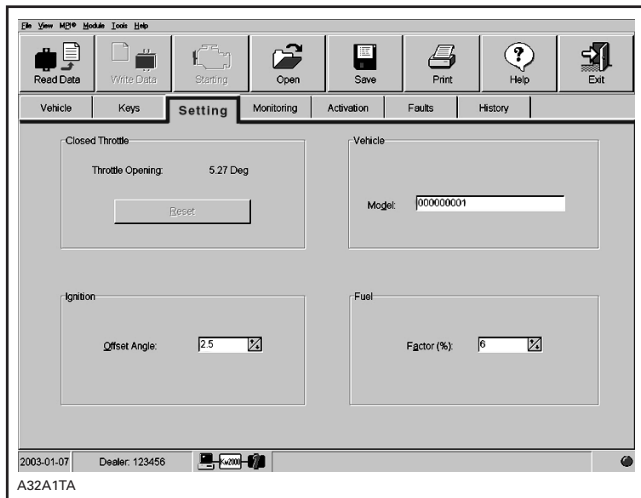 File View MPI® Module Tools Help
Read Data Write Data Starting Open Save Print Help Exit
Vehicle Keys Setting Monitoring Activation Faults History
Closed Throttle
Throttle Opening: 5.27 Deg
Reset
Vehicle
Model: 000000001
Ignition
Offset Angle: 2.5
Fuel
Factor (%): 6
2003-01-07 Dealer: 123456 Kw2000
A32A1TA